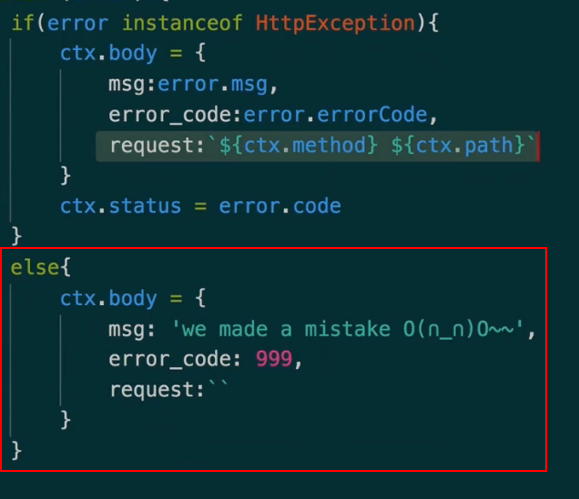 if(error instanceof HttpException){
ctx.body = {
msg:error.msg,
error_code:error.errorCode,
request:`${ctx.method} ${ctx.path}`
}
ctx.status = error.code
}
else{
ctx.body = {
msg: 'we made a mistake O(∩_∩)O~~',
error_code: 999,
request:``
}
}